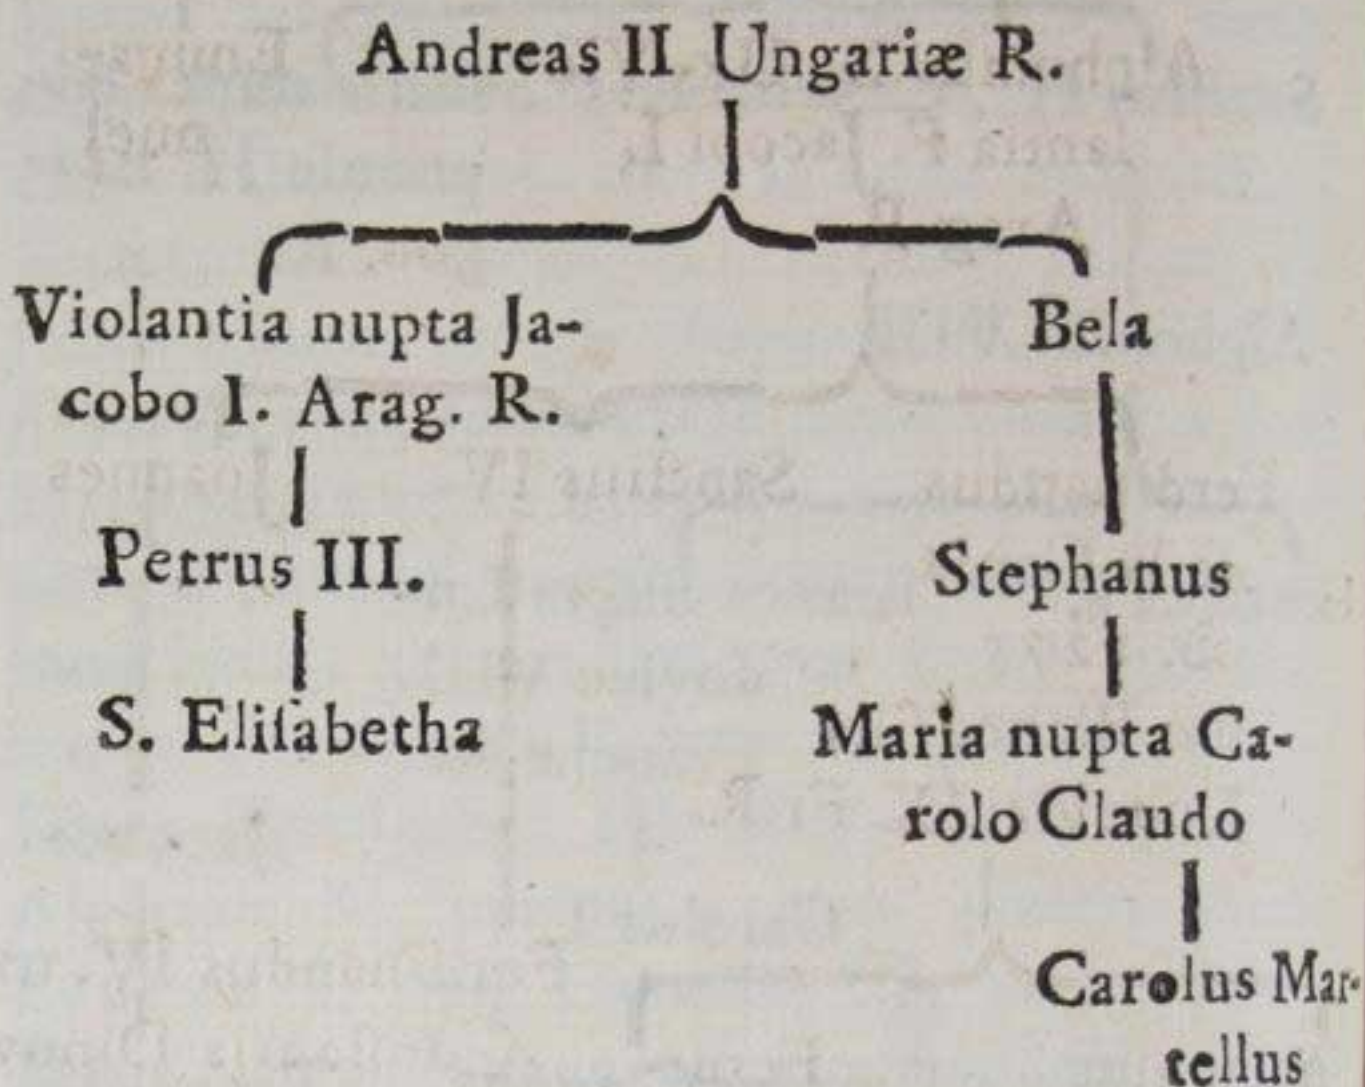 Andreas II Ungariæ R.
Violantia nupta Ja-
cobo I. Arag. R.
Bela
Petrus III.
Stephanus
S. Eliſabetha
Maria nupta Ca-
rolo Claudo
Carolus Mar-
tellus